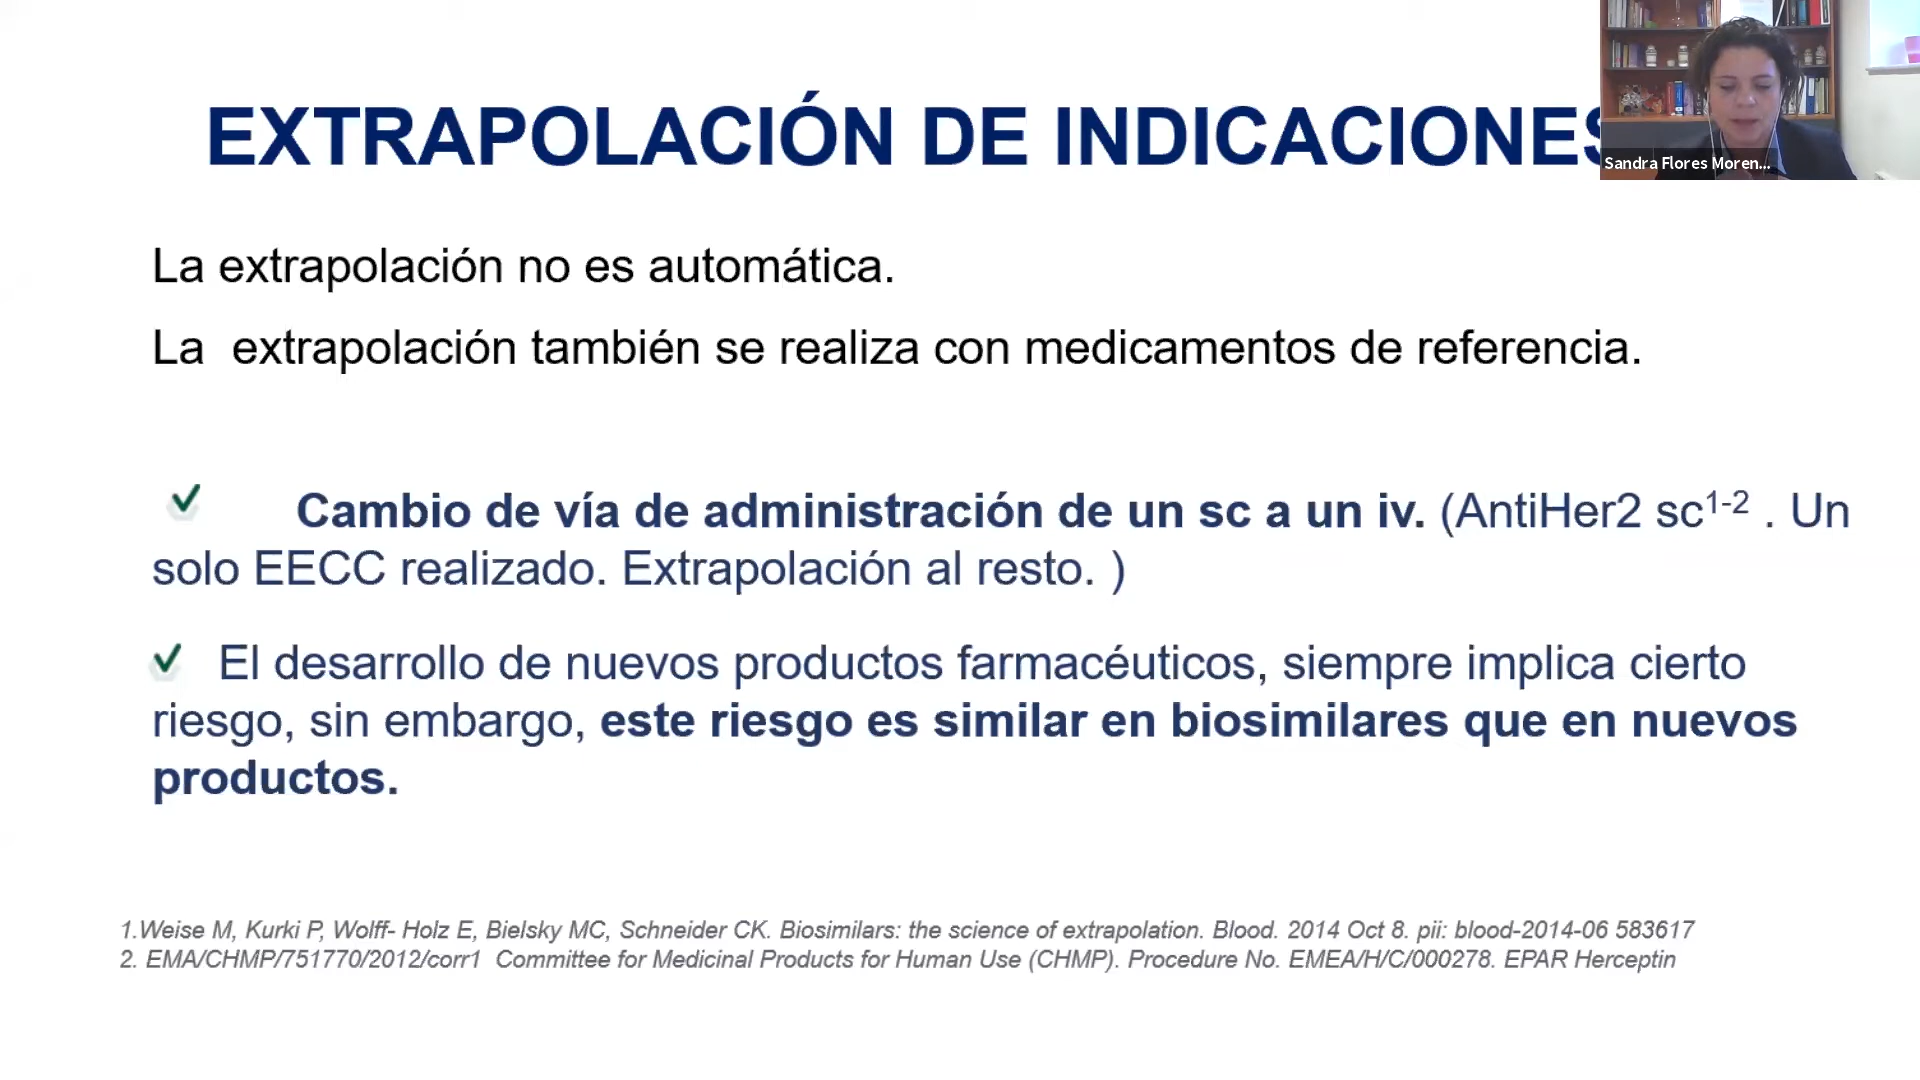 EXTRAPOLACIÓN DE INDICACIONES
Sandra Flores Moren...
La extrapolación no es automática.
La extrapolación también se realiza con medicamentos de referencia.
Cambio de vía de administración de un sc a un iv. (AntiHer2 sc1-2 . Un
solo EECC realizado. Extrapolación al resto. )
El desarrollo de nuevos productos farmacéuticos, siempre implica cierto
riesgo, sin embargo, este riesgo es similar en biosimilares que en nuevos
productos.
1.Weise M, Kurki P, Wolff- Holz E, Bielsky MC, Schneider CK. Biosimilars: the science of extrapolation. Blood. 2014 Oct 8. pii: blood-2014-06 583617
2. EMA/CHMP/751770/2012/corr1 Committee for Medicinal Products for Human Use (CHMP). Procedure No. EMEA/H/C/000278. EPAR Herceptin